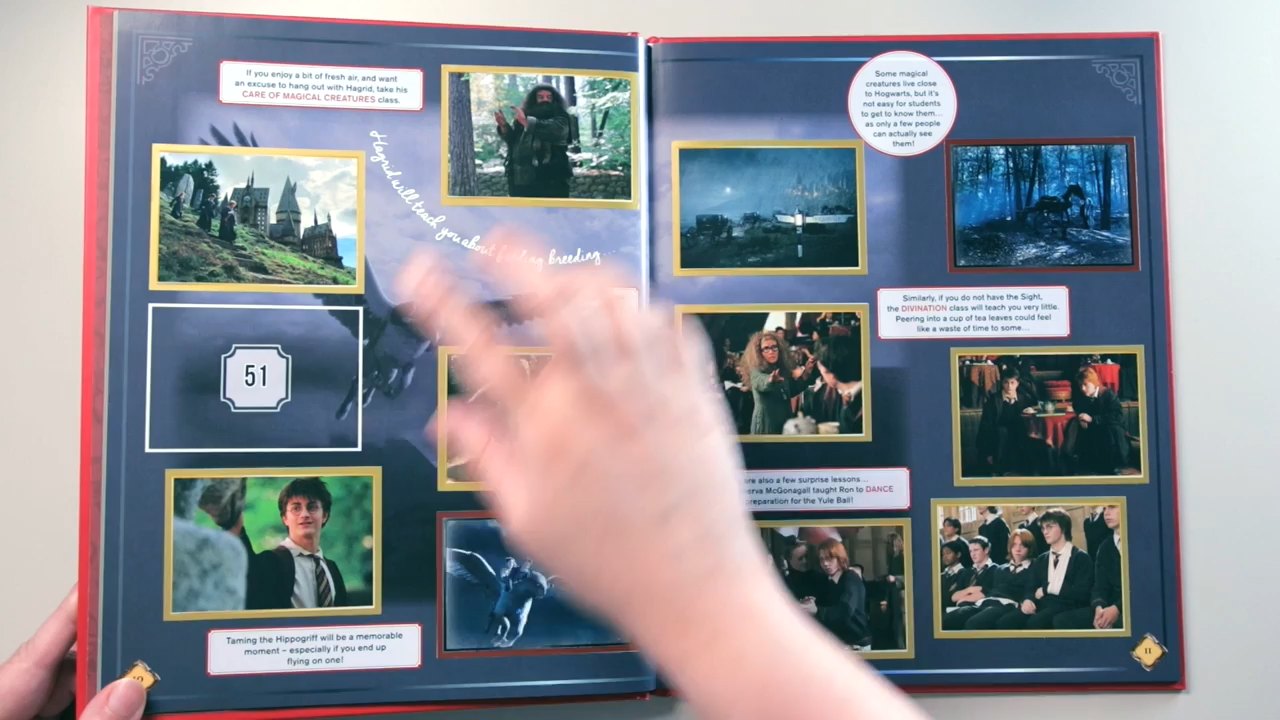 If you enjoy a bit of fresh air, and want
an excuse to hang out with Hagrid, take his
CARE OF MAGICAL CREATURES class.
Hagrid will teach you about breeding...
51
Taming the Hippogriff will be a memorable
moment – especially if you end up
flying on one!
Some magical
creatures live close
to Hogwarts, but it's
not easy for students
to get to know them...
as only a few people
can actually see
them!
Similarly, if you do not have the Sight,
the DIVINATION class will teach you very little.
Peering into a cup of tea leaves could feel
like a waste of time to some...
also a few surprise lessons...
McGonagall taught Ron to DANCE
preparation for the Yule Ball!
11